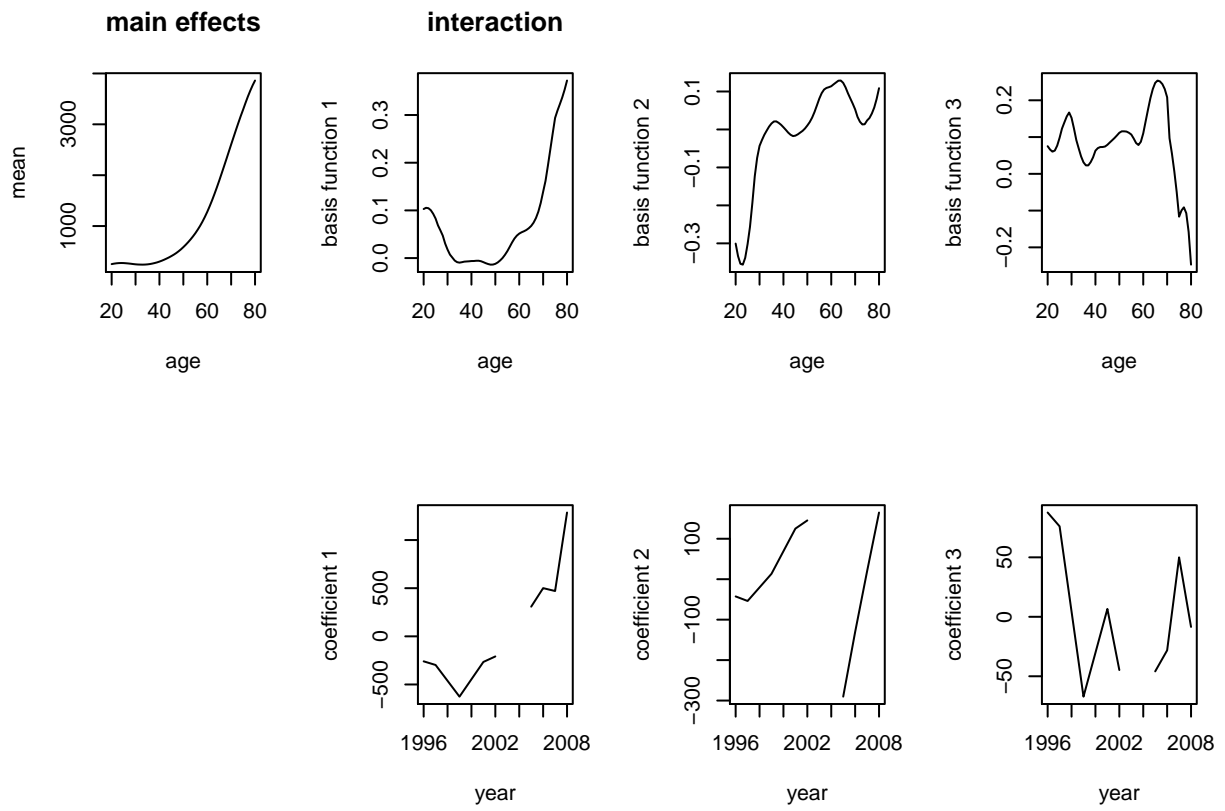 main effects
interaction
mean
1000
3000
20
40
60
80
age
basis function 1
0.0
0.1
0.2
0.3
20
40
60
80
age
basis function 2
−0.3
−0.1
0.1
20
40
60
80
age
basis function 3
−0.2
0.0
0.2
20
40
60
80
age
coefficient 1
−500
0
500
1996
2002
2008
year
coefficient 2
−300
−100
100
1996
2002
2008
year
coefficient 3
−50
0
50
1996
2002
2008
year